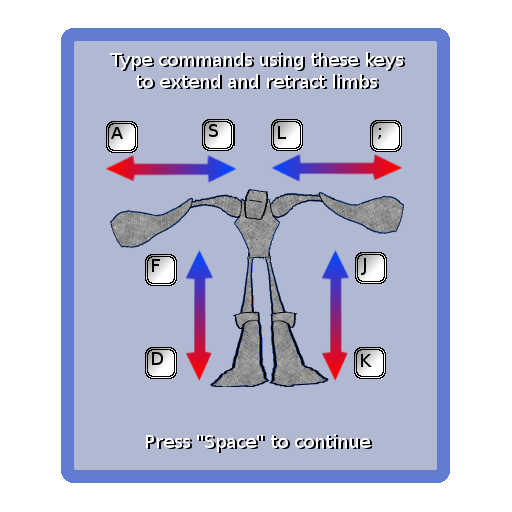 Type commands using these keys
to extend and retract limbs
A S L ;
F J
D K
Press "Space" to continue